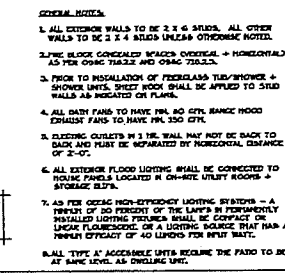 GENERAL NOTES:
1. ALL EXTERIOR WALLS TO BE 2 X 6 STUDS, ALL OTHER
WALLS TO BE 2 X 4 STUDS UNLESS OTHERWISE NOTED.
2. FIRE BLOCK CONCEALED SPACES (VERTICAL + HORIZONTAL)
AS PER OSSC 718.2.2 AND OSSC 718.2.3.
3. PRIOR TO INSTALLATION OF FIBERGLASS TUB/SHOWER +
SHOWER UNITS, SHEET ROCK SHALL BE APPLIED TO STUD
WALLS AS INDICATED ON PLANS.
4. ALL BATH FANS TO HAVE MIN. 80 CFM. RANGE HOOD
EXHAUST FANS TO HAVE MIN. 150 CFM.
5. ELECTRIC OUTLETS IN 1 HR. WALL MAY NOT BE BACK TO
BACK AND MUST BE SEPARATED BY HORIZONTAL DISTANCE
OF 2'-0".
6. ALL EXTERIOR FLOOD LIGHTING SHALL BE CONNECTED TO
HOUSE PANELS LOCATED IN ON-SITE UTILITY ROOMS +
STORAGE BLD'S.
7. AS PER OEESC HIGH-EFFICIENCY LIGHTING SYSTEMS - A
MINIMUM OF 50 PERCENT OF THE LAMPS IN PERMANENTLY
INSTALLED LIGHTING FIXTURES SHALL BE COMPACT OR
LINEAR FLOURESCENT, OR A LIGHTING SOURCE THAT HAS A
MINIMUM EFFICACY OF 40 LUMENS PER INPUT WATT.
8. ALL 'TYPE A' ACCESSIBLE UNITS REQUIRE THE PATIO TO BE
AT SAME LEVEL AS DWELLING UNIT.